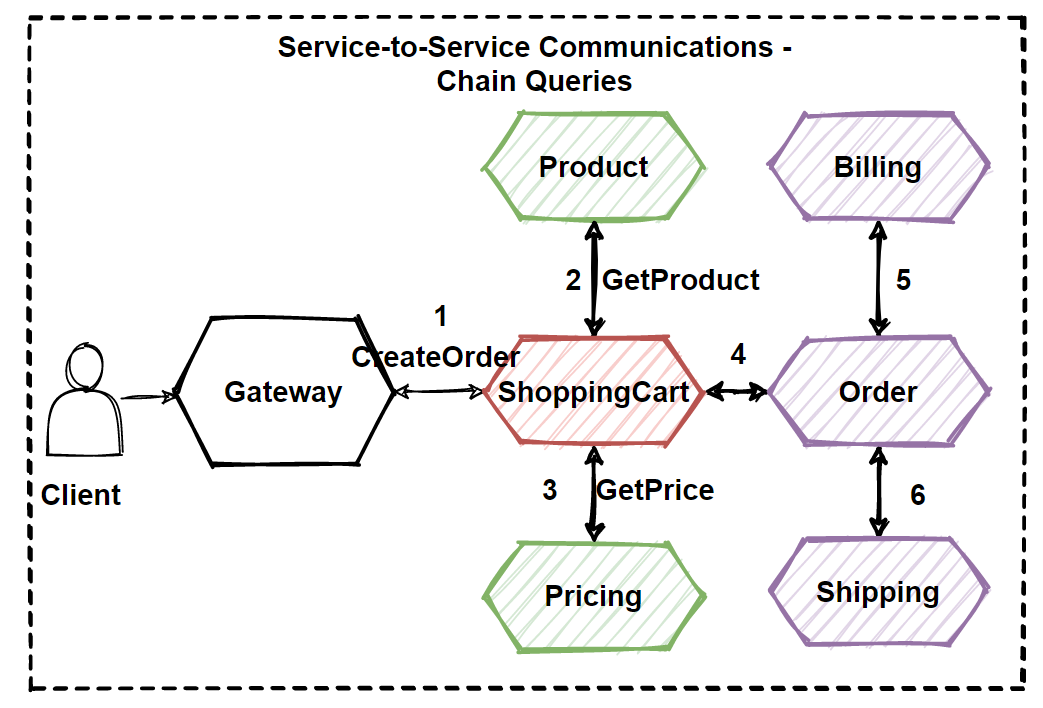 Service-to-Service Communications -
Chain Queries
Product
Billing
2 GetProduct
5
1
CreateOrder
4
Gateway
ShoppingCart
Order
Client
3 GetPrice
6
Pricing
Shipping